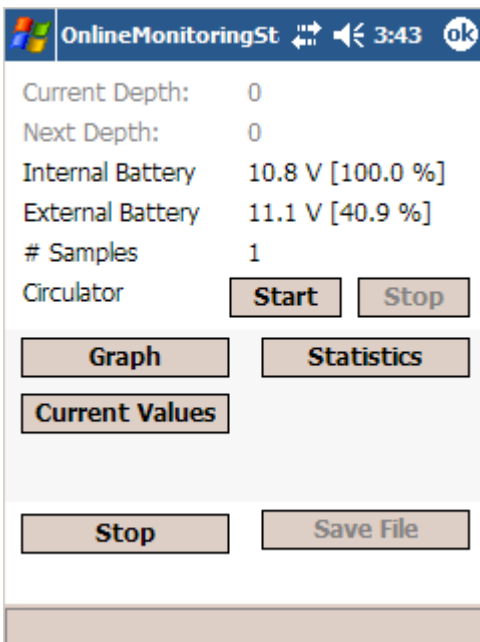 OnlineMonitoringSt 3:43 ok
Current Depth: 0
Next Depth: 0
Internal Battery 10.8 V [100.0 %]
External Battery 11.1 V [40.9 %]
# Samples 1
Circulator Start Stop
Graph Statistics
Current Values
Stop Save File